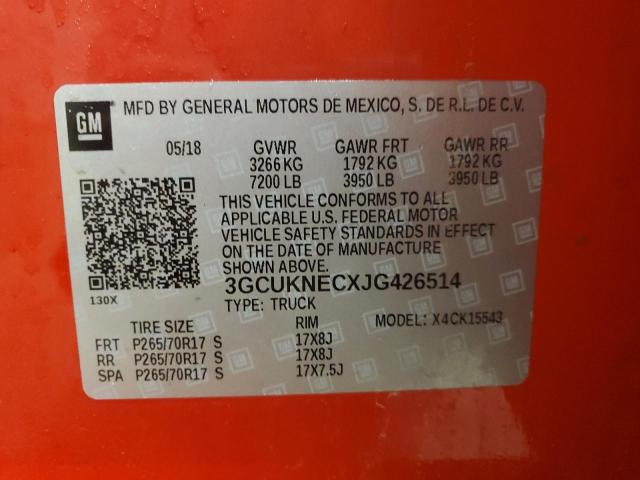 GM
MFD BY GENERAL MOTORS DE MEXICO, S. DE R.L. DE C.V.
05/18 GVWR GAWR FRT GAWR RR
3266 KG 1792 KG 1792 KG
7200 LB 3950 LB 3950 LB
THIS VEHICLE CONFORMS TO ALL
APPLICABLE U.S. FEDERAL MOTOR
VEHICLE SAFETY STANDARDS IN EFFECT
ON THE DATE OF MANUFACTURE
SHOWN ABOVE.
130X
3GCUKNECXJG426514
TYPE: TRUCK
TIRE SIZE RIM MODEL: X4CK15543
FRT P265/70R17 S 17X8J
RR P265/70R17 S 17X8J
SPA P265/70R17 S 17X7.5J